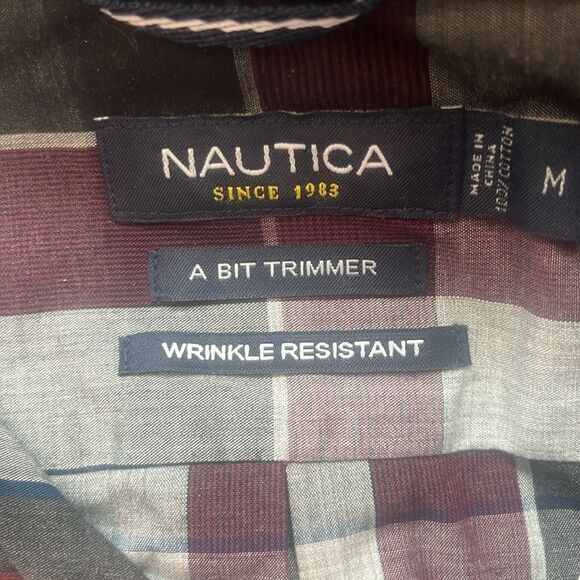 NAUTICA
SINCE 1983
MADE IN
CHINA
100% COTTON
M
A BIT TRIMMER
WRINKLE RESISTANT